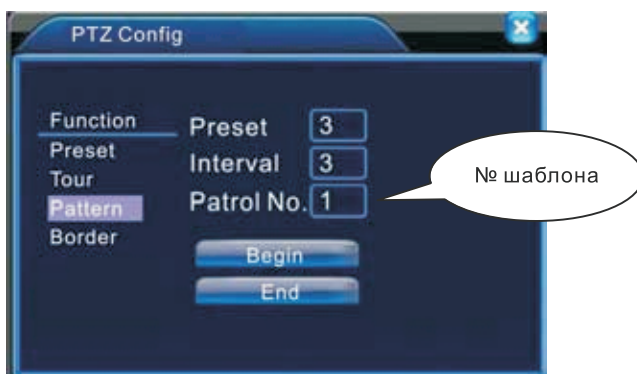 PTZ Config
Function
Preset
Tour
Pattern
Border
Preset 3
Interval 3
Patrol No. 1
Begin
End
№ шаблона